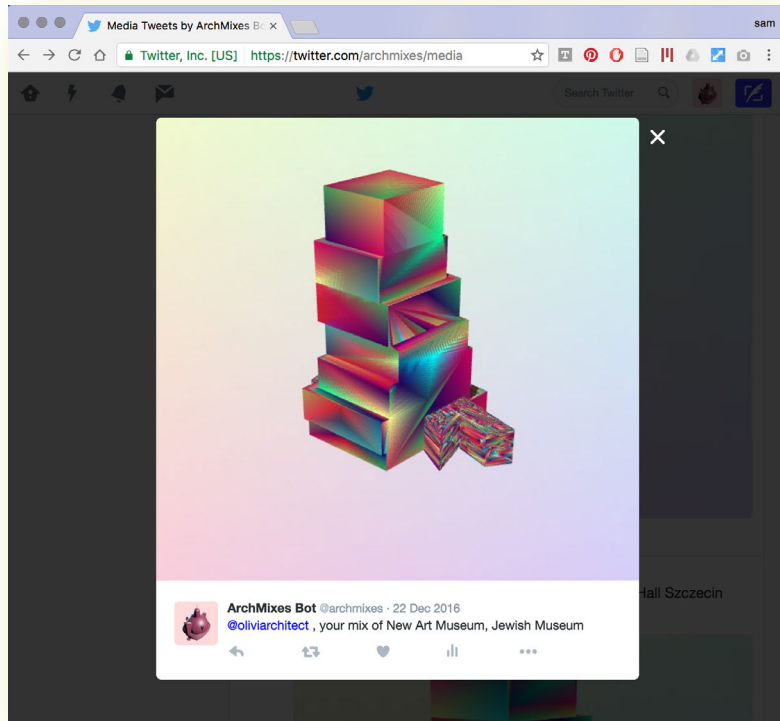 Media Tweets by ArchMixes Bo
sam
Twitter, Inc. [US] https://twitter.com/archmixes/media
Search Twitter
Hall Szczecin
ArchMixes Bot @archmixes · 22 Dec 2016
@oliviarchitect , your mix of New Art Museum, Jewish Museum